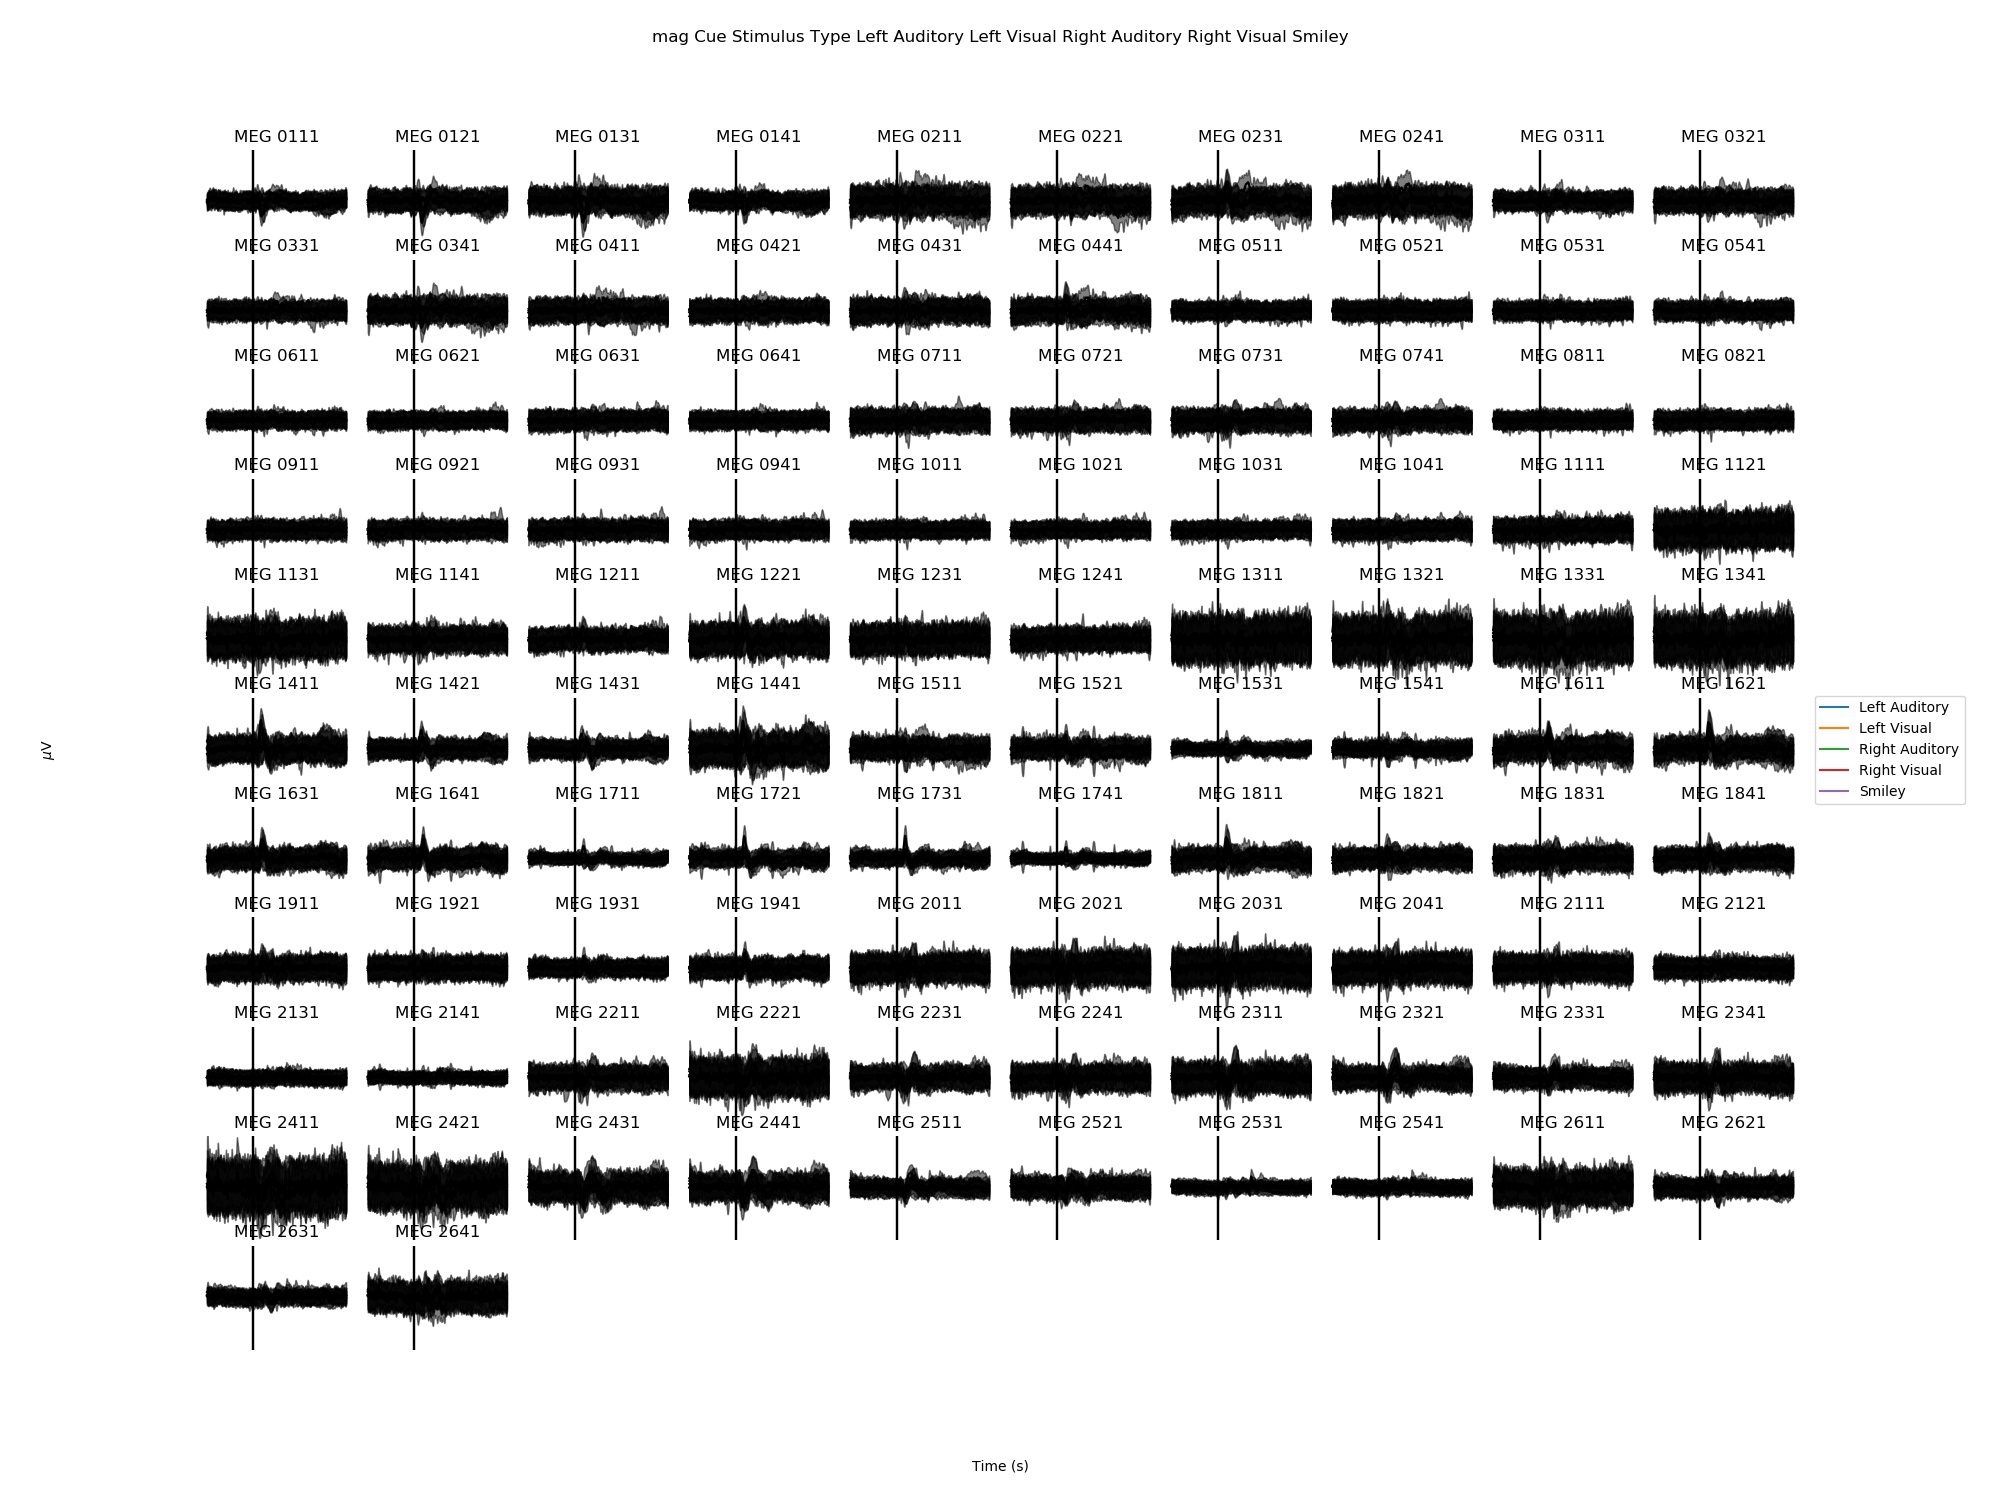 mag Cue Stimulus Type Left Auditory Left Visual Right Auditory Right Visual Smiley
MEG 0111 MEG 0121 MEG 0131 MEG 0141 MEG 0211 MEG 0221 MEG 0231 MEG 0241 MEG 0311 MEG 0321
MEG 0331 MEG 0341 MEG 0411 MEG 0421 MEG 0431 MEG 0441 MEG 0511 MEG 0521 MEG 0531 MEG 0541
MEG 0611 MEG 0621 MEG 0631 MEG 0641 MEG 0711 MEG 0721 MEG 0731 MEG 0741 MEG 0811 MEG 0821
MEG 0911 MEG 0921 MEG 0931 MEG 0941 MEG 1011 MEG 1021 MEG 1031 MEG 1041 MEG 1111 MEG 1121
MEG 1131 MEG 1141 MEG 1211 MEG 1221 MEG 1231 MEG 1241 MEG 1311 MEG 1321 MEG 1331 MEG 1341
MEG 1411 MEG 1421 MEG 1431 MEG 1441 MEG 1511 MEG 1521 MEG 1531 MEG 1541 MEG 1611 MEG 1621
Left Auditory
Left Visual
Right Auditory
Right Visual
Smiley
μV
MEG 1631 MEG 1641 MEG 1711 MEG 1721 MEG 1731 MEG 1741 MEG 1811 MEG 1821 MEG 1831 MEG 1841
MEG 1911 MEG 1921 MEG 1931 MEG 1941 MEG 2011 MEG 2021 MEG 2031 MEG 2041 MEG 2111 MEG 2121
MEG 2131 MEG 2141 MEG 2211 MEG 2221 MEG 2231 MEG 2241 MEG 2311 MEG 2321 MEG 2331 MEG 2341
MEG 2411 MEG 2421 MEG 2431 MEG 2441 MEG 2511 MEG 2521 MEG 2531 MEG 2541 MEG 2611 MEG 2621
MEG 2631 MEG 2641
Time (s)